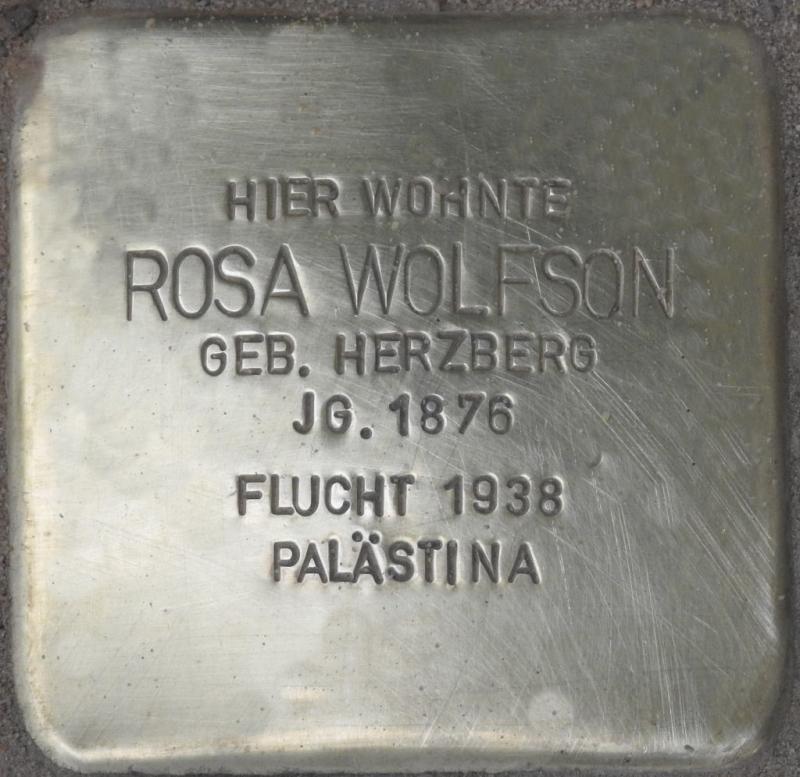 HIER WOHNTE
ROSA WOLFSON
GEB. HERZBERG
JG. 1876
FLUCHT 1938
PALÄSTINA